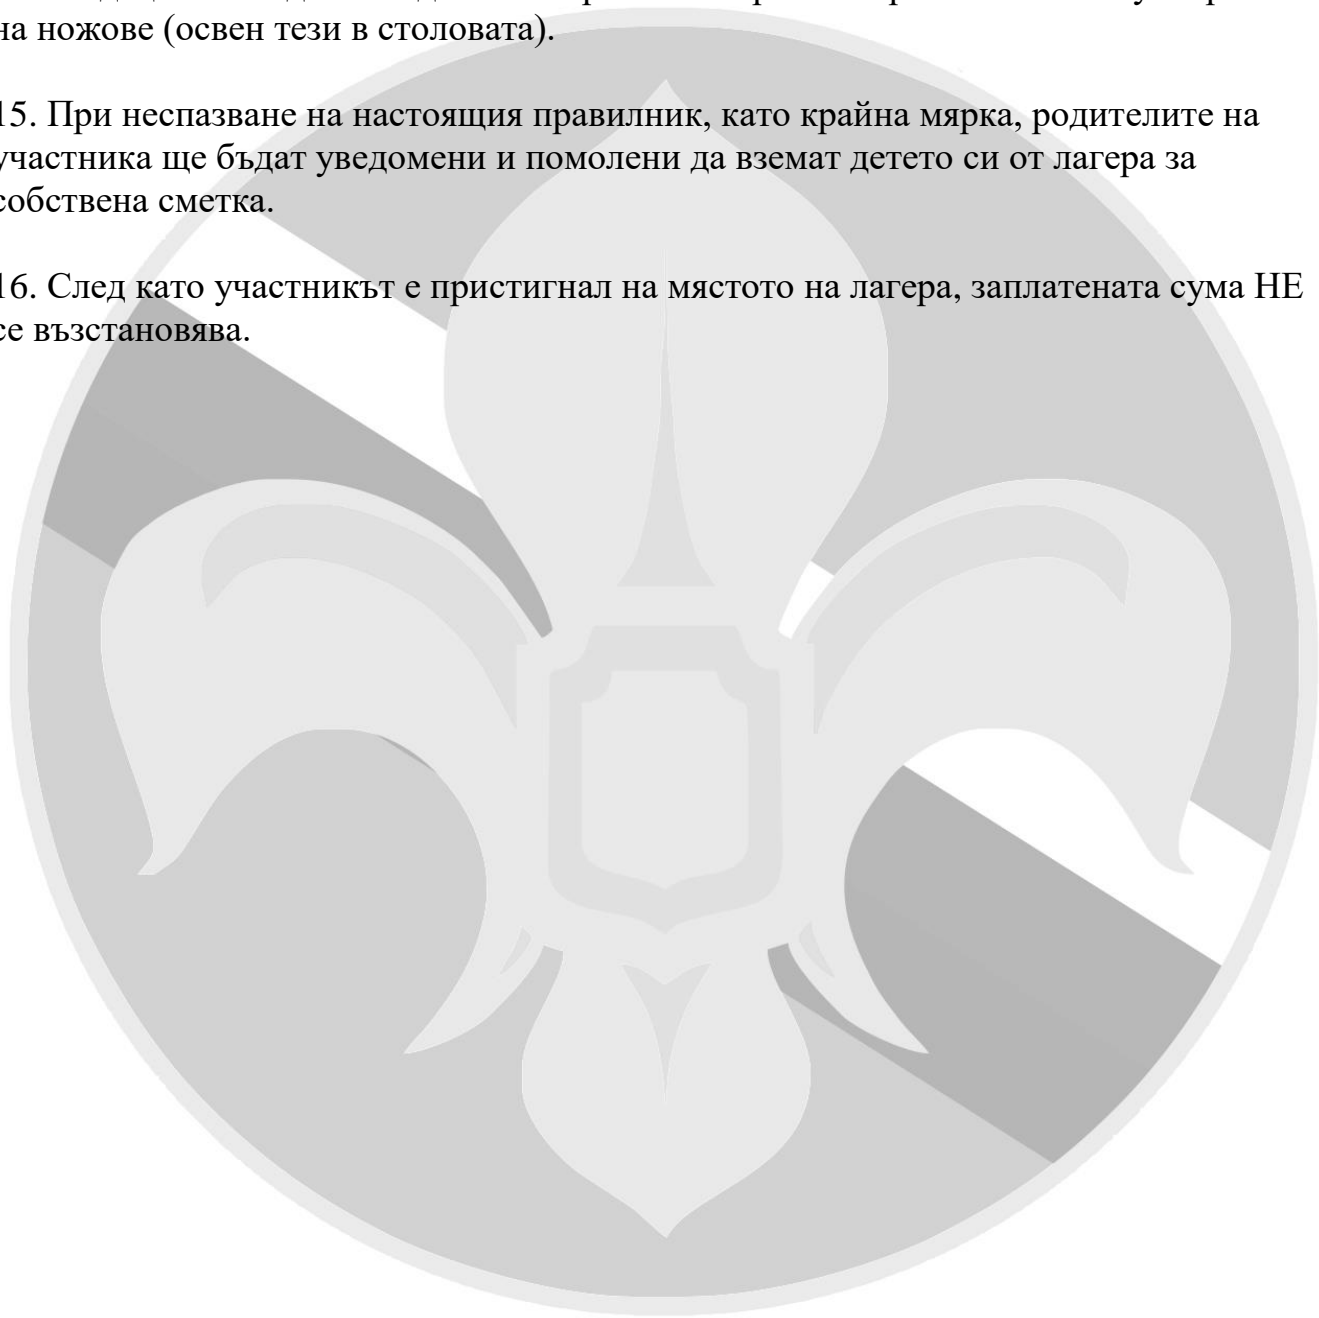 на ножове (освен тези в столовата).
15. При неспазване на настоящия правилник, като крайна мярка, родителите на
участника ще бъдат уведомени и помолени да вземат детето си от лагера за
собствена сметка.
16. След като участникът е пристигнал на мястото на лагера, заплатената сума НЕ
се възстановява.